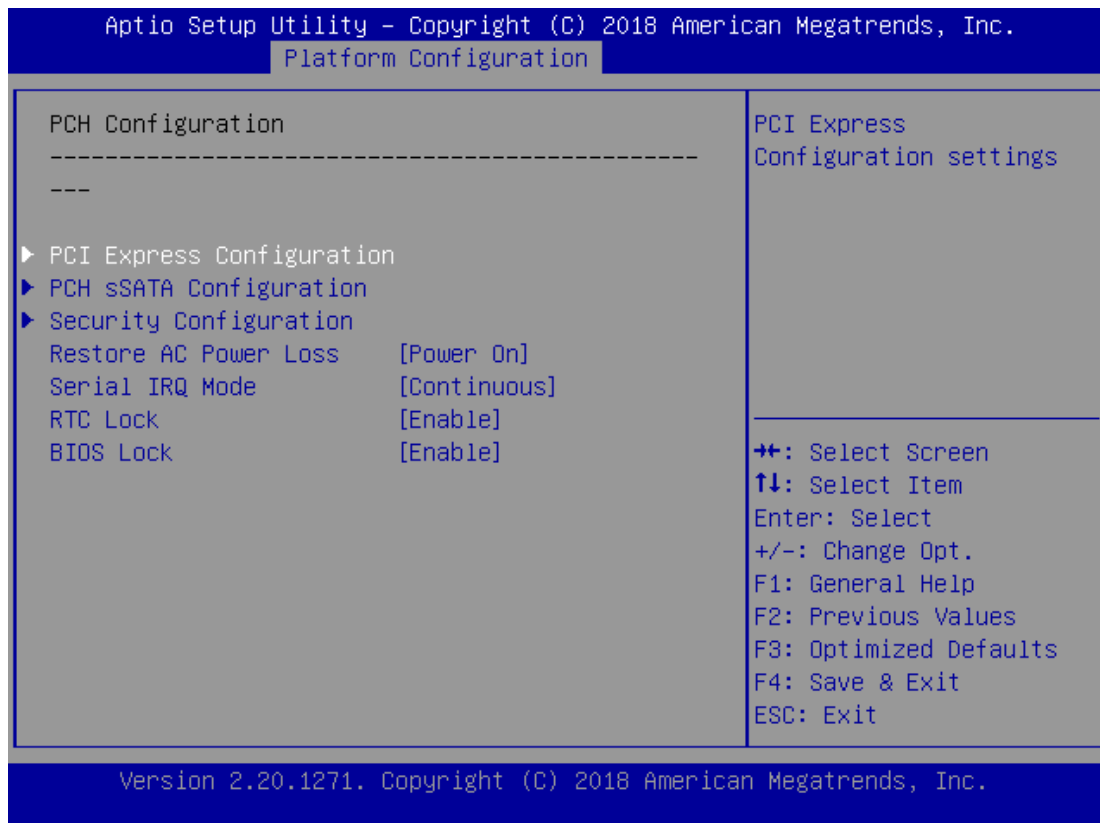 Aptio Setup Utility – Copyright (C) 2018 American Megatrends, Inc.
Platform Configuration
PCH Configuration
-----------------------------------------------
---
PCI Express Configuration
PCH sSATA Configuration
Security Configuration
Restore AC Power Loss [Power On]
Serial IRQ Mode [Continuous]
RTC Lock [Enable]
BIOS Lock [Enable]
PCI Express
Configuration settings
→←: Select Screen
↑↓: Select Item
Enter: Select
+/-: Change Opt.
F1: General Help
F2: Previous Values
F3: Optimized Defaults
F4: Save & Exit
ESC: Exit
Version 2.20.1271. Copyright (C) 2018 American Megatrends, Inc.